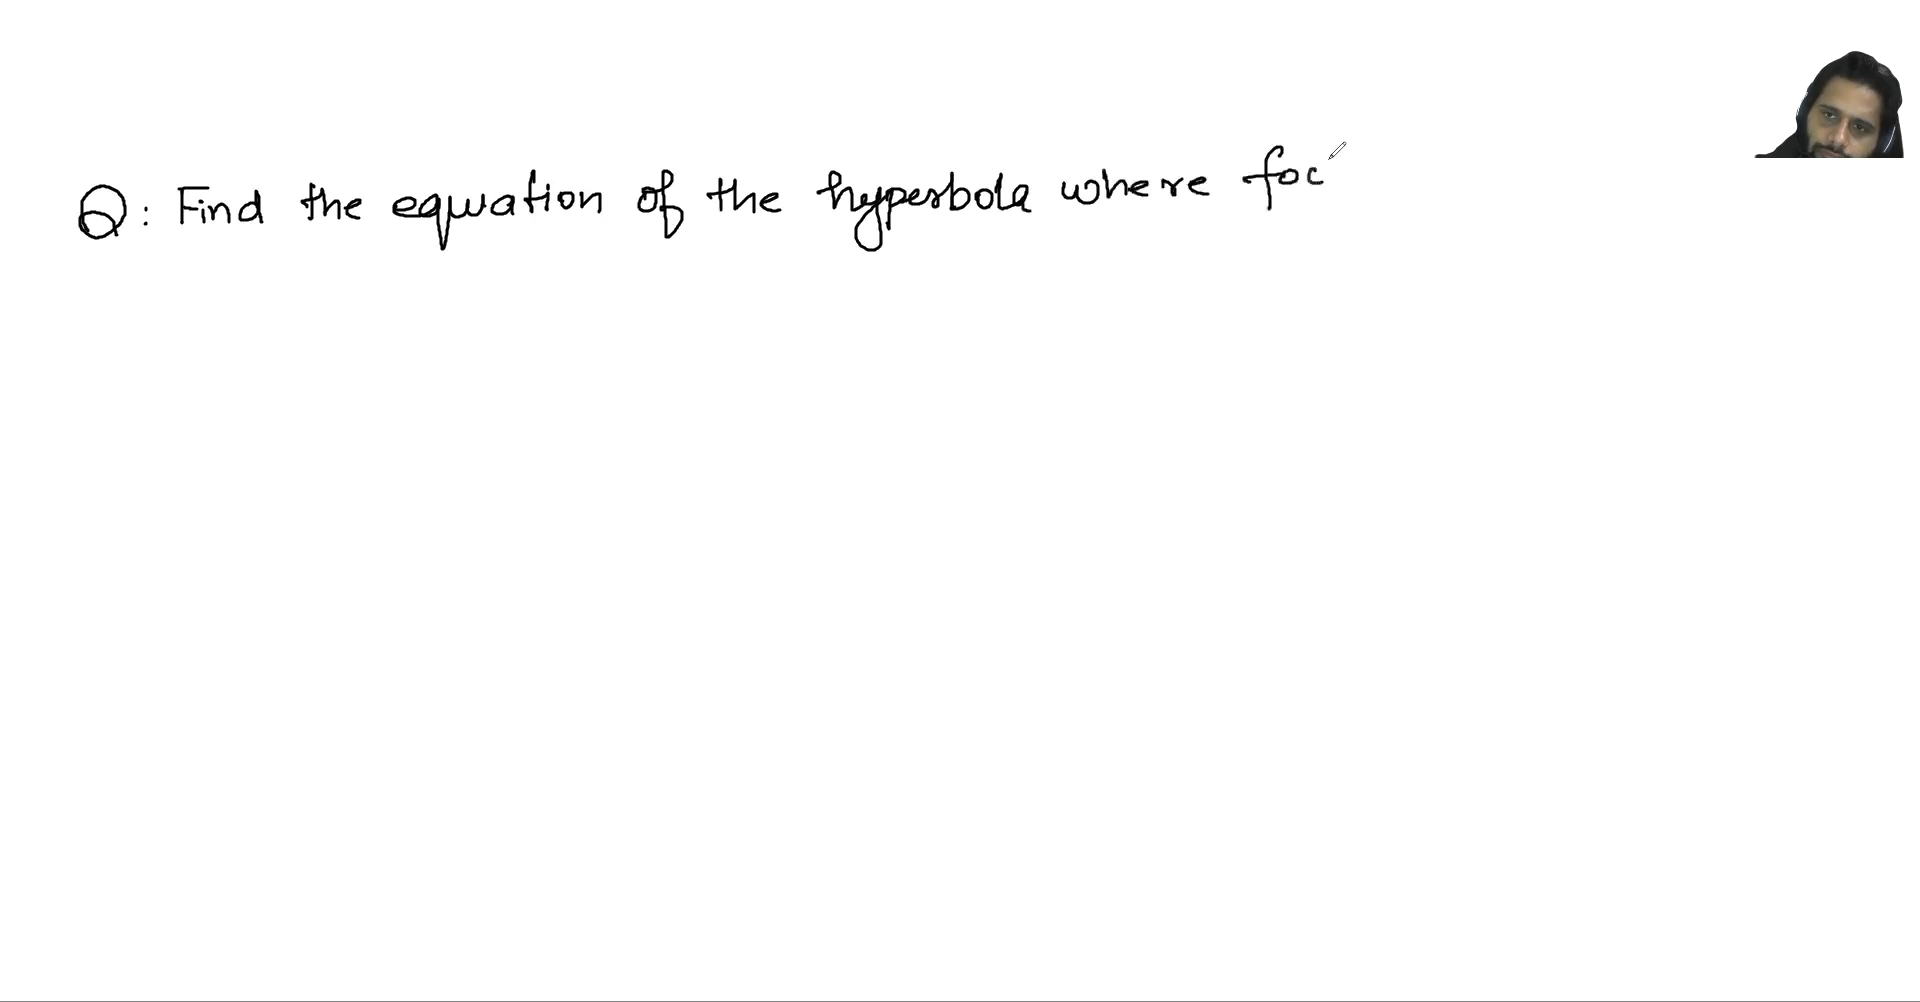 Q: Find the equation of the hyperbola where foc